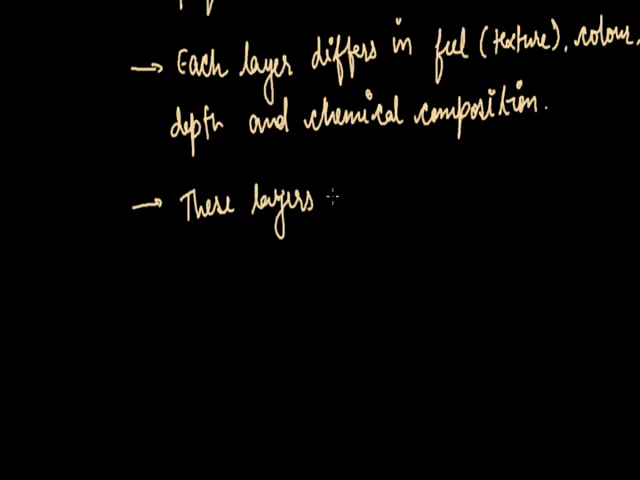 → Each layer differs in feel (texture), colour,
depth and chemical composition.
→ These layers